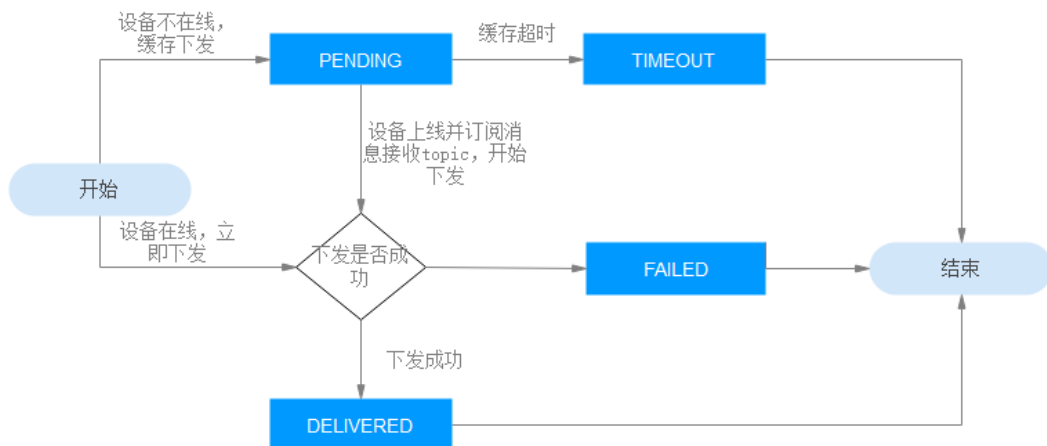 设备不在线，
缓存下发
PENDING
缓存超时
TIMEOUT
设备上线并订阅消
息接收topic，开始
下发
开始
设备在线，立
即下发
下发是否成
功
FAILED
结束
下发成功
DELIVERED